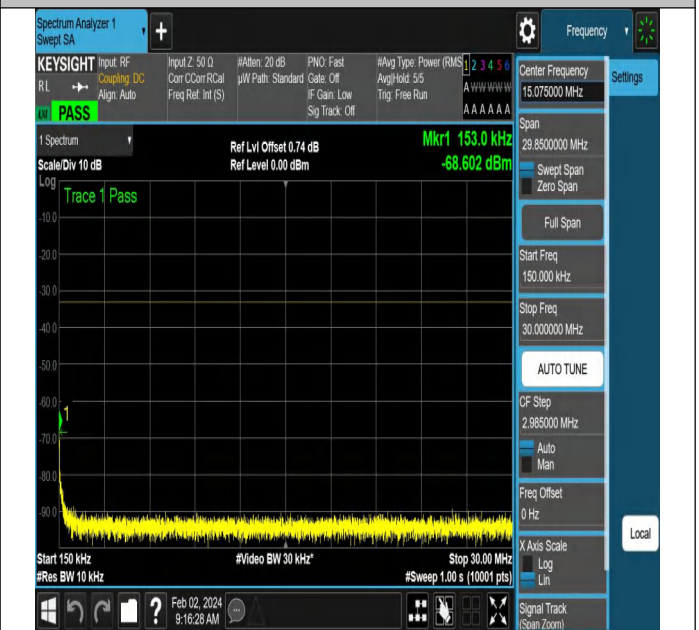 Spectrum Analyzer 1
Swept SA
Frequency
KEYSIGHT
RL
Input: RF
Coupling: DC
Align: Auto
Input Z: 50 Ω
Corr CCorr RCal
Freq Ref: Int (S)
#Atten: 20 dB
µW Path: Standard
PNO: Fast
Gate: Off
IF Gain: Low
Sig Track: Off
#Avg Type: Power (RMS
Avg|Hold: 5/5
Trig: Free Run
1 2 3 4 5 6
A W W W W W
A A A A A A
PASS
1 Spectrum
Scale/Div 10 dB
Ref Lvl Offset 0.74 dB
Ref Level 0.00 dBm
Mkr1 153.0 kHz
-68.602 dBm
Log
Trace 1 Pass
-10.0
-20.0
-30.0
-40.0
-50.0
-60.0
1
-70.0
-80.0
-90.0
Start 150 kHz
#Video BW 30 kHz*
Stop 30.00 MHz
#Res BW 10 kHz
#Sweep 1.00 s (10001 pts)
Feb 02, 2024
9:16:28 AM
Settings
Center Frequency
15.075000 MHz
Span
29.8500000 MHz
Swept Span
Zero Span
Full Span
Start Freq
150.000 kHz
Stop Freq
30.000000 MHz
AUTO TUNE
CF Step
2.985000 MHz
Auto
Man
Freq Offset
0 Hz
X Axis Scale
Log
Lin
Signal Track
(Span Zoom)
Local